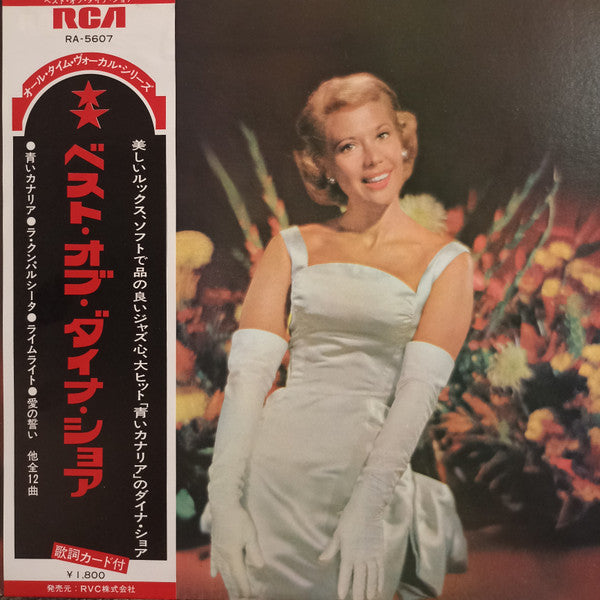 ベスト・オブ・ダイナ・ショア
RCA
RA-5607
オール・タイム・ヴォーカル・シリーズ
美しいルックス、ソフトで品の良いジャズ心、大ヒット「青いカナリア」のダイナ・ショア
ベスト・オブ・ダイナ・ショア
●青いカナリア●ラ・クンパルシータ●ライムライト●愛の誓い 他全12曲
歌詞カード付
¥1,800
発売元:RVC株式会社